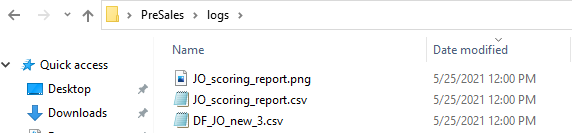 PreSales > logs
Name Date modified
Quick access
JO_scoring_report.png 5/25/2021 12:00 PM
Desktop JO_scoring_report.csv 5/25/2021 12:00 PM
Downloads DF_JO_new_3.csv 5/25/2021 12:00 PM